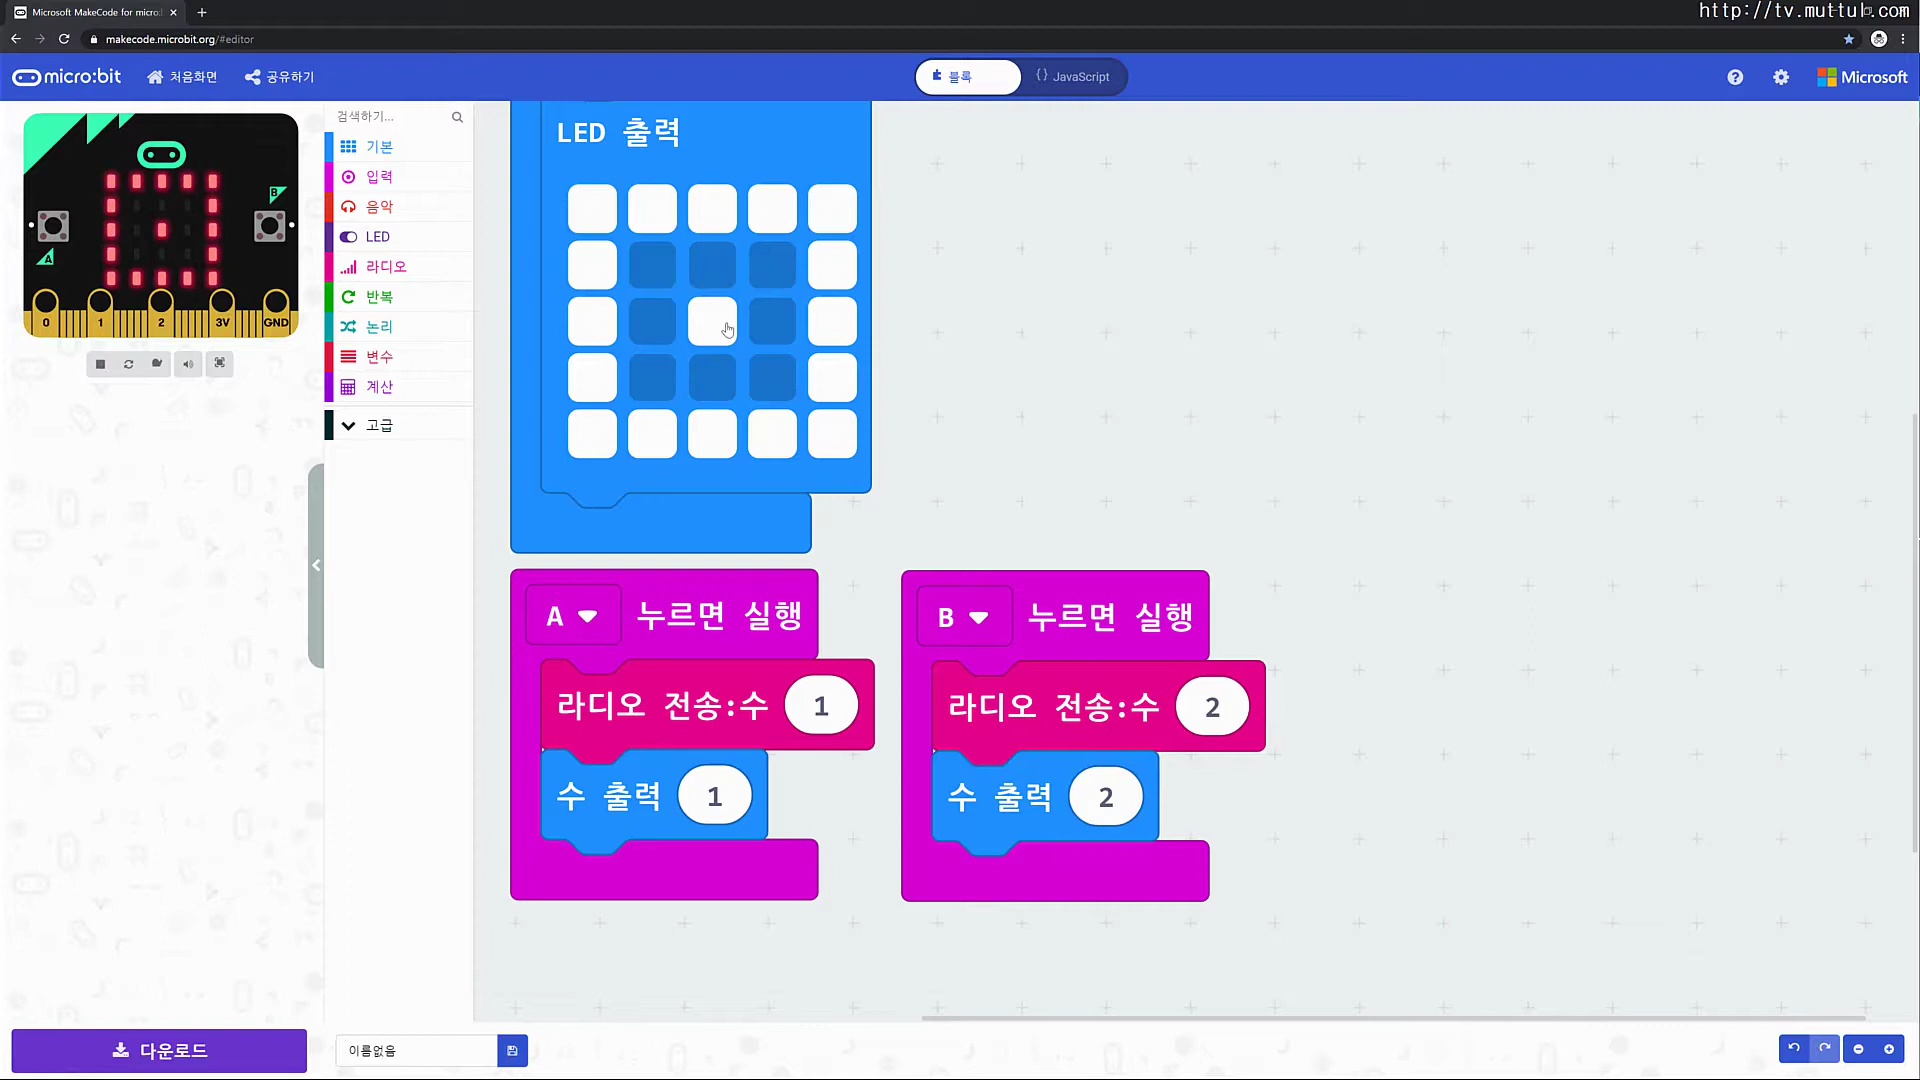 Microsoft MakeCode for micro:
http://tv.muttul.com
makecode.microbit.org/#editor
micro:bit
처음화면
공유하기
블록
{} JavaScript
Microsoft
검색하기...
기본
입력
음악
LED
라디오
반복
논리
변수
계산
고급
A
B
0
1
2
3V
GND
LED 출력
A 누르면 실행
라디오 전송:수 1
수 출력 1
B 누르면 실행
라디오 전송:수 2
수 출력 2
다운로드
이름없음